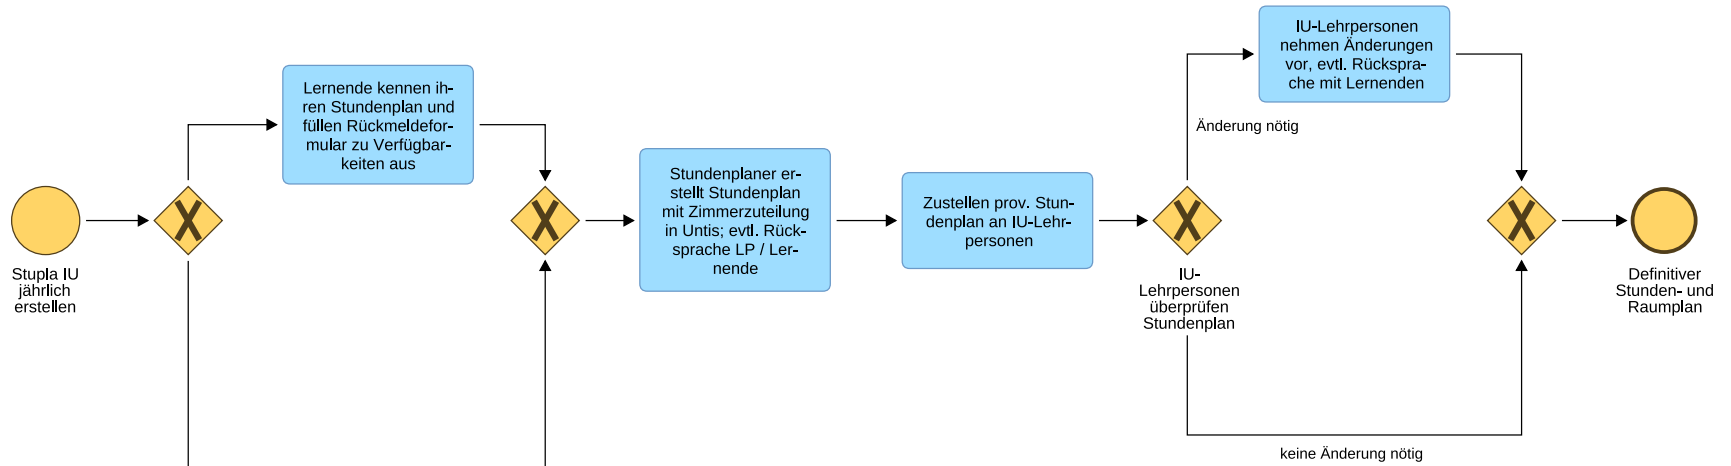 Stupla IU
jährlich
erstellen
Lernende kennen ih-
ren Stundenplan und
füllen Rückmeldefor-
mular zu Verfügbar-
keiten aus
Stundenplaner er-
stellt Stundenplan
mit Zimmerzuteilung
in Untis; evtl. Rück-
sprache LP / Ler-
nende
Zustellen prov. Stun-
denplan an IU-Lehr-
personen
IU-
Lehrpersonen
überprüfen
Stundenplan
Änderung nötig
IU-Lehrpersonen
nehmen Änderungen
vor, evtl. Rückspra-
che mit Lernenden
keine Änderung nötig
Definitiver
Stunden- und
Raumplan